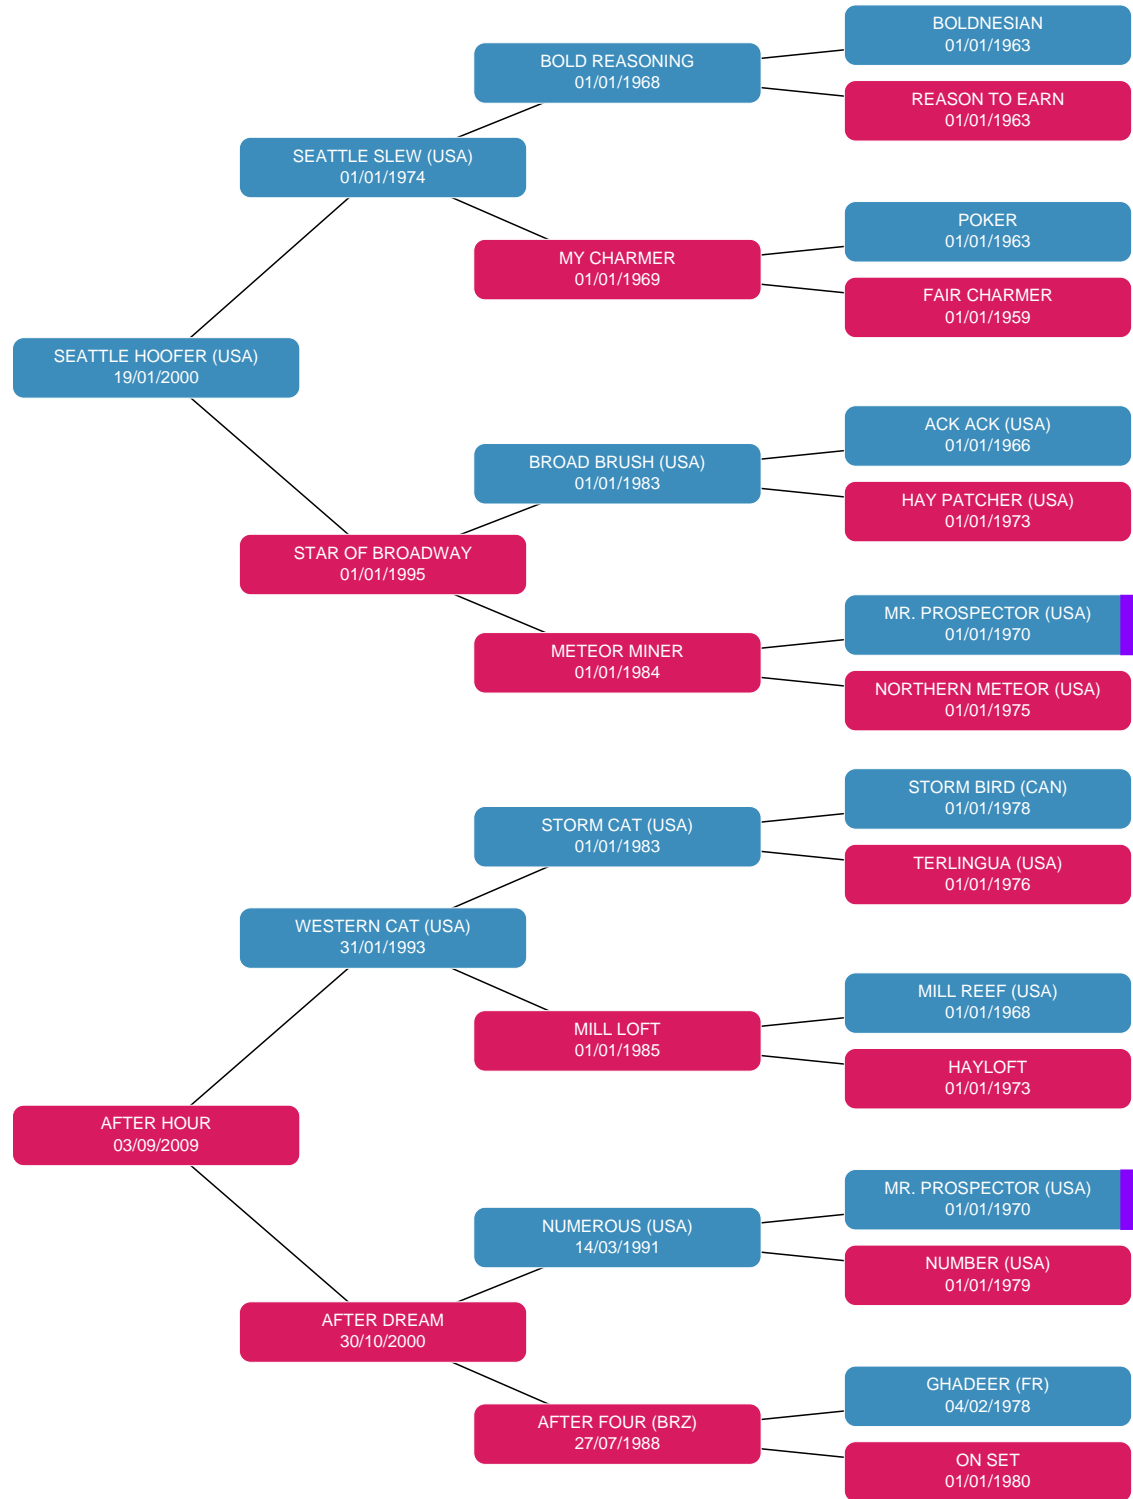 BOLDNESIAN
01/01/1963
BOLD REASONING
01/01/1968
REASON TO EARN
01/01/1963
SEATTLE SLEW (USA)
01/01/1974
POKER
01/01/1963
MY CHARMER
01/01/1969
FAIR CHARMER
01/01/1959
SEATTLE HOOFER (USA)
19/01/2000
ACK ACK (USA)
01/01/1966
BROAD BRUSH (USA)
01/01/1983
HAY PATCHER (USA)
01/01/1973
STAR OF BROADWAY
01/01/1995
MR. PROSPECTOR (USA)
01/01/1970
METEOR MINER
01/01/1984
NORTHERN METEOR (USA)
01/01/1975
STORM BIRD (CAN)
01/01/1978
STORM CAT (USA)
01/01/1983
TERLINGUA (USA)
01/01/1976
WESTERN CAT (USA)
31/01/1993
MILL REEF (USA)
01/01/1968
MILL LOFT
01/01/1985
HAYLOFT
01/01/1973
AFTER HOUR
03/09/2009
MR. PROSPECTOR (USA)
01/01/1970
NUMEROUS (USA)
14/03/1991
NUMBER (USA)
01/01/1979
AFTER DREAM
30/10/2000
GHADEER (FR)
04/02/1978
AFTER FOUR (BRZ)
27/07/1988
ON SET
01/01/1980